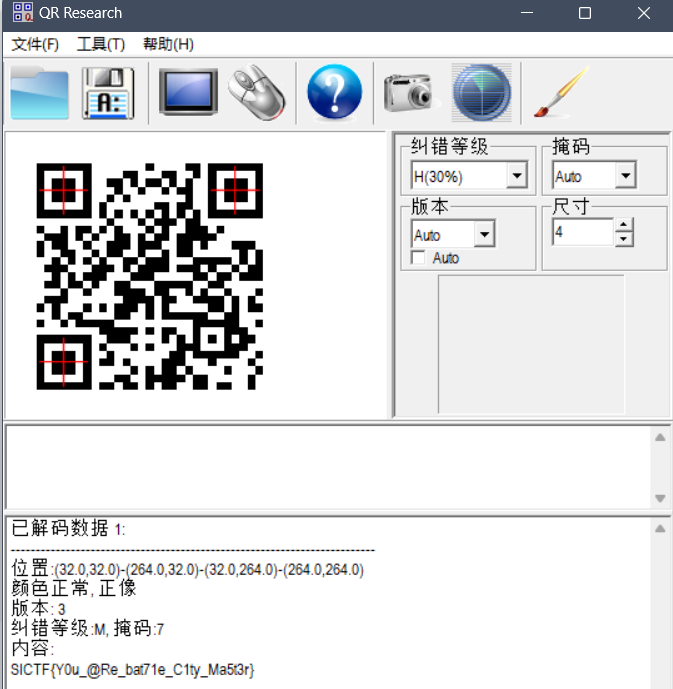 QR Research
文件(F) 工具(T) 帮助(H)
A:
?
纠错等级 掩码
H(30%) Auto
版本 尺寸
Auto 4
Auto
已解码数据 1:
---------------------------------------------------------------------------
位置:(32.0,32.0)-(264.0,32.0)-(32.0,264.0)-(264.0,264.0)
颜色正常, 正像
版本: 3
纠错等级:M, 掩码:7
内容:
SICTF{Y0u_@Re_bat71e_C1ty_Ma5t3r}